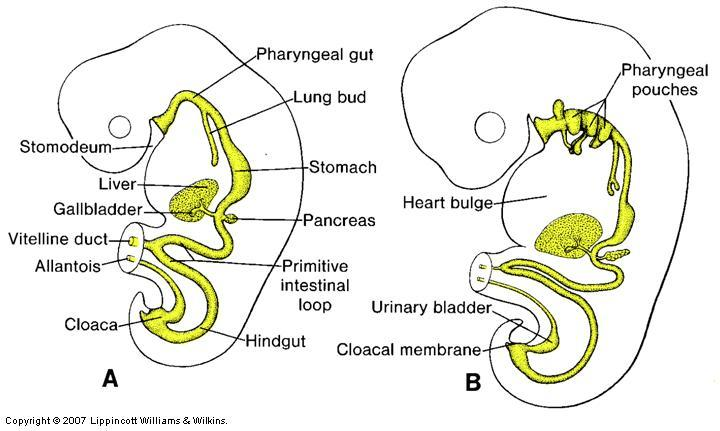 Pharyngeal gut
Lung bud
Stomodeum
Stomach
Liver
Gallbladder
Pancreas
Vitelline duct
Allantois
Primitive
intestinal
loop
Cloaca
Hindgut
A
Pharyngeal
pouches
Heart bulge
Urinary bladder
Cloacal membrane
B
Copyright © 2007 Lippincott Williams & Wilkins.